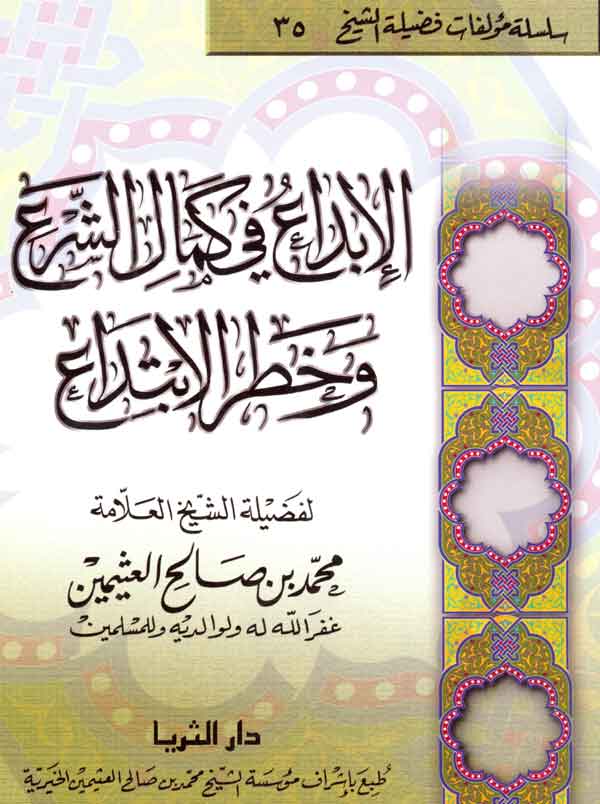 سلسلة مؤلفات فضيلة الشيخ ٣٥
الإبداع في كمال الشرع
وخطر الابتداع
لفضيلة الشيخ العلامة
محمد بن صالح العثيمين
غفر الله له ولوالديه وللمسلمين
دار الثريا
طبع بإشراف مؤسسة الشيخ محمد بن صالح العثيمين الخيرية